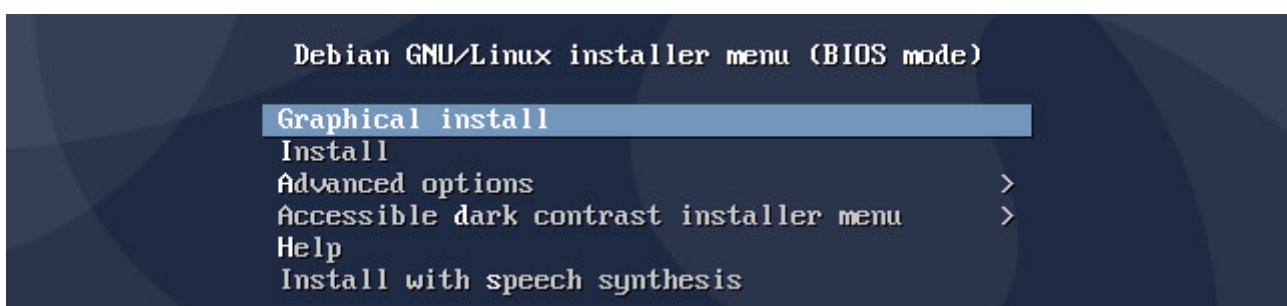 Debian GNU/Linux installer menu (BIOS mode)
Graphical install
Install
Advanced options >
Accessible dark contrast installer menu >
Help
Install with speech synthesis